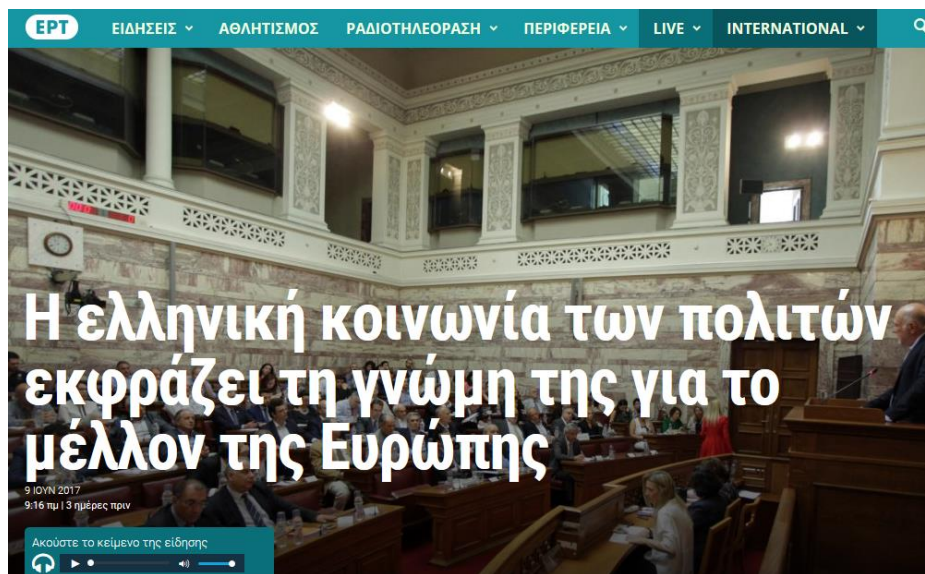 ΕΡΤ ΕΙΔΗΣΕΙΣ ΑΘΛΗΤΙΣΜΟΣ ΡΑΔΙΟΤΗΛΕΟΡΑΣΗ ΠΕΡΙΦΕΡΕΙΑ LIVE INTERNATIONAL
Η ελληνική κοινωνία των πολιτών
εκφράζει τη γνώμη της για το
μέλλον της Ευρώπης
9 ΙΟΥΝ 2017
9:16 πμ | 3 ημέρες πριν
Ακούστε το κείμενο της είδησης